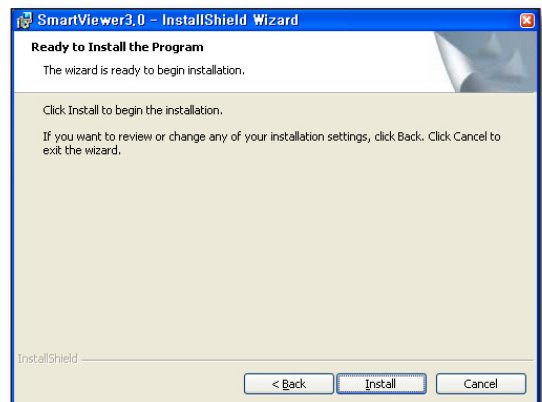 SmartViewer3,0 - InstallShield Wizard
Ready to Install the Program
The wizard is ready to begin installation.
Click Install to begin the installation.
If you want to review or change any of your installation settings, click Back. Click Cancel to
exit the wizard.
InstallShield
< Back
Install
Cancel